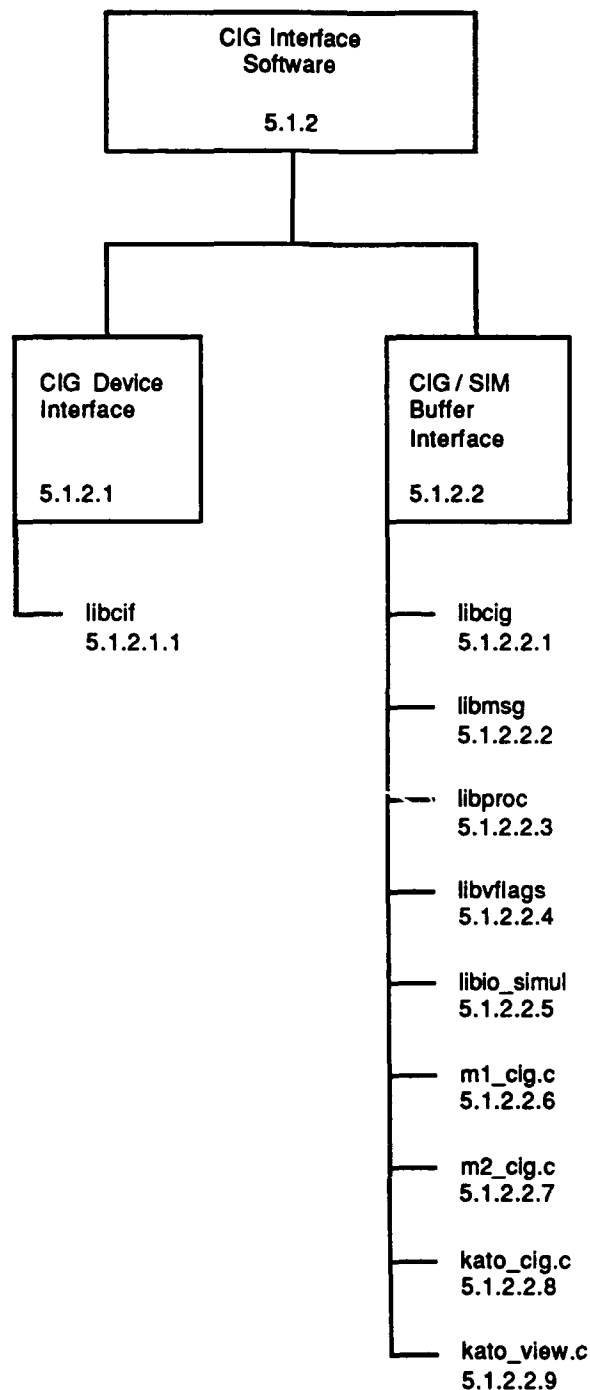 CIG Interface
Software
5.1.2
CIG Device
Interface
5.1.2.1
CIG / SIM
Buffer
Interface
5.1.2.2
libcif
5.1.2.1.1
libcig
5.1.2.2.1
libmsg
5.1.2.2.2
libproc
5.1.2.2.3
libvflags
5.1.2.2.4
libio_simul
5.1.2.2.5
m1_cig.c
5.1.2.2.6
m2_cig.c
5.1.2.2.7
kato_cig.c
5.1.2.2.8
kato_view.c
5.1.2.2.9